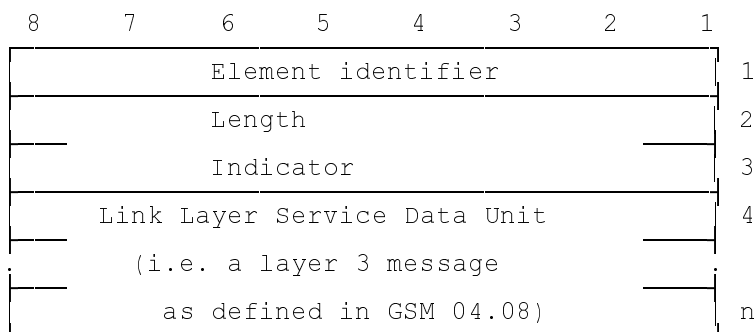 8 7 6 5 4 3 2 1
Element identifier 1
Length 2
Indicator 3
Link Layer Service Data Unit 4
. (i.e. a layer 3 message .
as defined in GSM 04.08) n